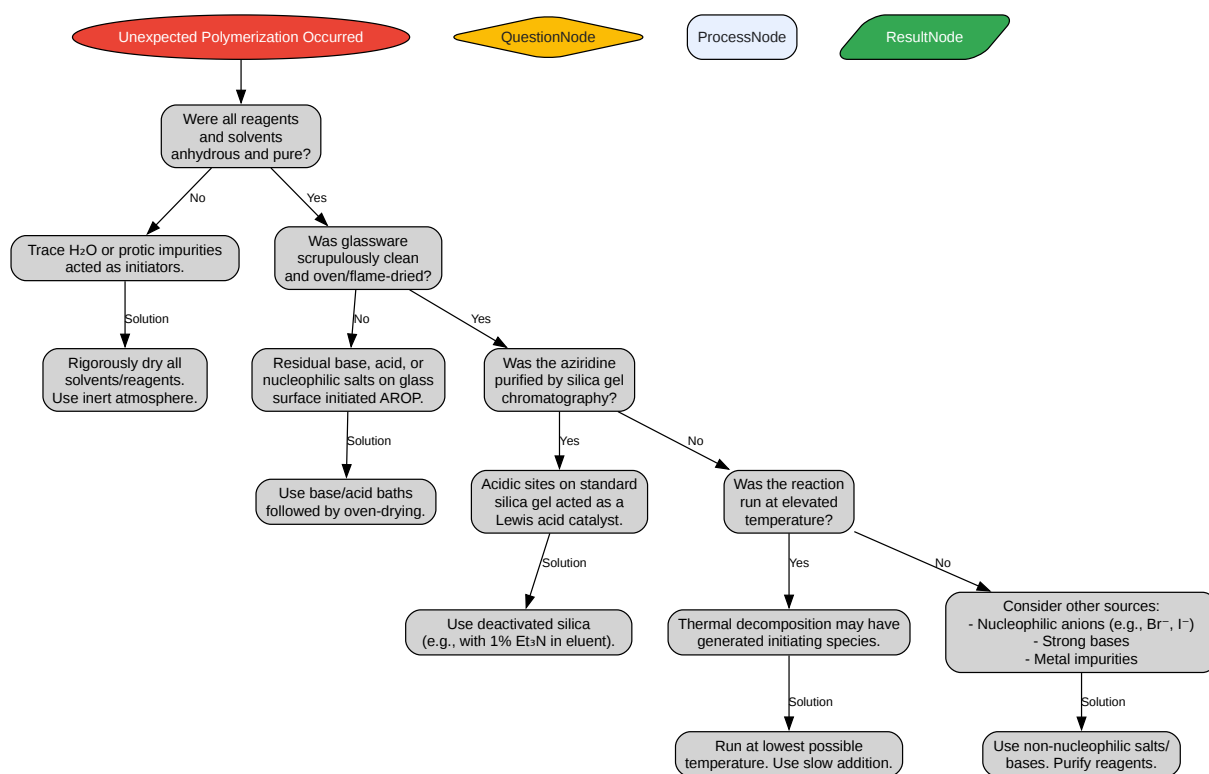 Unexpected Polymerization Occurred
QuestionNode
ProcessNode
ResultNode
Were all reagents
and solvents
anhydrous and pure?
No
Yes
Trace H₂O or protic impurities
acted as initiators.
Was glassware
scrupulously clean
and oven/flame-dried?
Solution
No
Yes
Rigorously dry all
solvents/reagents.
Use inert atmosphere.
Residual base, acid, or
nucleophilic salts on glass
surface initiated AROP.
Was the aziridine
purified by silica gel
chromatography?
Solution
Yes
No
Use base/acid baths
followed by oven-drying.
Acidic sites on standard
silica gel acted as a
Lewis acid catalyst.
Was the reaction
run at elevated
temperature?
Solution
Yes
No
Use deactivated silica
(e.g., with 1% Et₃N in eluent).
Thermal decomposition may have
generated initiating species.
Consider other sources:
- Nucleophilic anions (e.g., Br⁻, I⁻)
- Strong bases
- Metal impurities
Solution
Solution
Run at lowest possible
temperature. Use slow addition.
Use non-nucleophilic salts/
bases. Purify reagents.